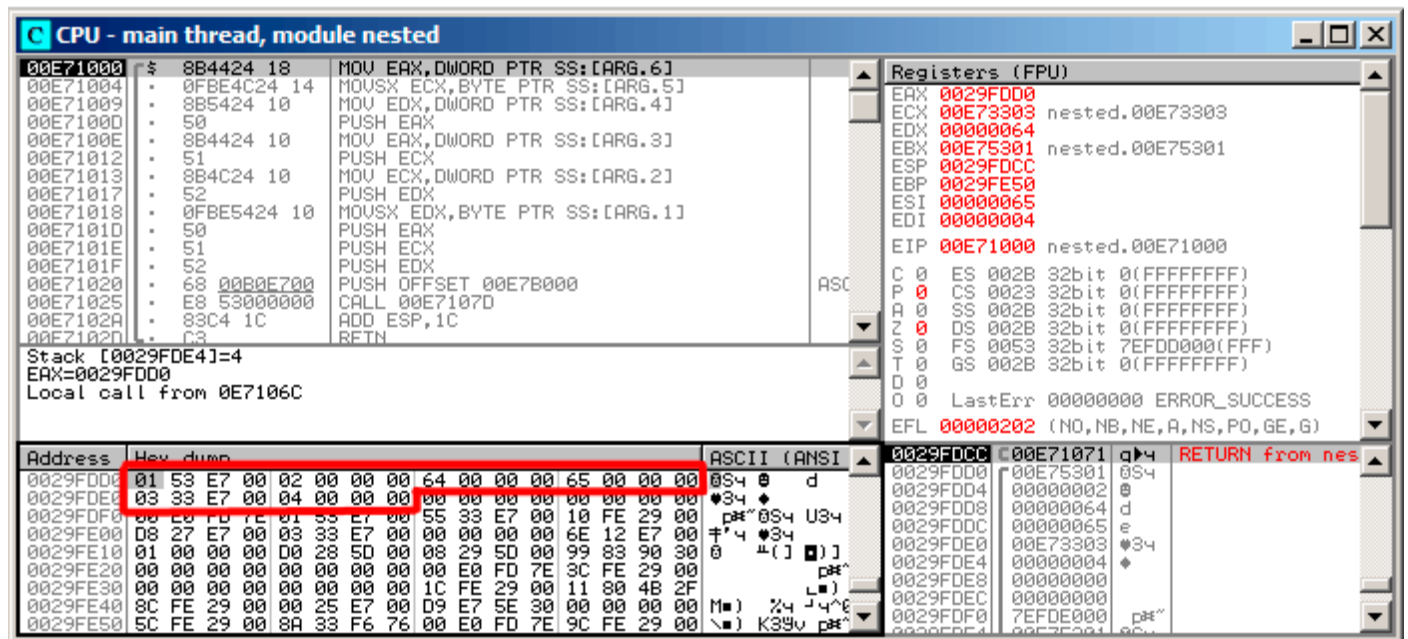 C CPU - main thread, module nested
00E71000 $ 8B4424 18 MOV EAX,DWORD PTR SS:[ARG.6]
00E71004 · 0FBE4C24 14 MOVSX ECX,BYTE PTR SS:[ARG.5]
00E71009 · 8B5424 10 MOV EDX,DWORD PTR SS:[ARG.4]
00E7100D · 50 PUSH EAX
00E7100E · 8B4424 10 MOV EAX,DWORD PTR SS:[ARG.3]
00E71012 · 51 PUSH ECX
00E71013 · 8B4C24 10 MOV ECX,DWORD PTR SS:[ARG.2]
00E71017 · 52 PUSH EDX
00E71018 · 0FBE5424 10 MOVSX EDX,BYTE PTR SS:[ARG.1]
00E7101D · 50 PUSH EAX
00E7101E · 51 PUSH ECX
00E7101F · 52 PUSH EDX
00E71020 · 68 00B0E700 PUSH OFFSET 00E7B000 ASC
00E71025 · E8 53000000 CALL 00E7107D
00E7102A · 83C4 1C ADD ESP,1C
00E7102D · C3 RETN
Stack [0029FDE4]=4
EAX=0029FDD0
Local call from 0E7106C
Registers (FPU)
EAX 0029FDD0
ECX 00E73303 nested.00E73303
EDX 00000064
EBX 00E75301 nested.00E75301
ESP 0029FDCC
EBP 0029FE50
ESI 00000065
EDI 00000004
EIP 00E71000 nested.00E71000
C 0 ES 002B 32bit 0(FFFFFFFF)
P 0 CS 0023 32bit 0(FFFFFFFF)
A 0 SS 002B 32bit 0(FFFFFFFF)
Z 0 DS 002B 32bit 0(FFFFFFFF)
S 0 FS 0053 32bit 7EFDD000(FFF)
T 0 GS 002B 32bit 0(FFFFFFFF)
D 0
O 0 LastErr 00000000 ERROR_SUCCESS
EFL 00000202 (NO,NB,NE,A,NS,PO,GE,G)
Address Hex dump ASCII (ANSI
0029FDD0 01 53 E7 00 02 00 00 00 64 00 00 00 65 00 00 00
0029FDE0 03 33 E7 00 04 00 00 00 00 00 00 00 00 00 00 00
0029FDF0 00 E0 FD 7E 01 53 E7 00 55 33 E7 00 10 FE 29 00
0029FE00 D8 27 E7 00 03 33 E7 00 00 00 00 00 6E 12 E7 00
0029FE10 01 00 00 00 D0 28 5D 00 08 29 5D 00 99 83 90 30
0029FE20 00 00 00 00 00 00 00 00 00 E0 FD 7E 3C FE 29 00
0029FE30 00 00 00 00 00 00 00 00 1C FE 29 00 11 80 4B 2F
0029FE40 8C FE 29 00 00 25 E7 00 D9 E7 5E 30 00 00 00 00
0029FE50 5C FE 29 00 8A 33 F6 76 00 E0 FD 7E 9C FE 29 00
0029FDCC 00E71071 RETURN from nes
0029FDD0 00E75301
0029FDD4 00000002
0029FDD8 00000064 d
0029FDDC 00000065 e
0029FDE0 00E73303
0029FDE4 00000004
0029FDE8 00000000
0029FDEC 00000000
0029FDF0 7EFDE000